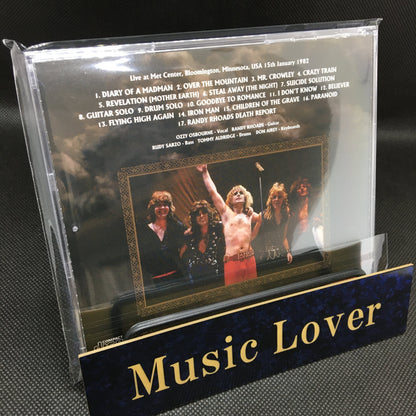 Live at Met Center, Bloomington, Minnesota, USA 15th January 1982
1. DIARY OF A MADMAN 2. OVER THE MOUNTAIN 3. MR. CROWLEY 4. CRAZY TRAIN
5. REVELATION (MOTHER EARTH) 6. STEAL AWAY (THE NIGHT) 7. SUICIDE SOLUTION
8. GUITAR SOLO 9. DRUM SOLO 10. GOODBYE TO ROMANCE 11. I DON'T KNOW 12. BELIEVER
13. FLYING HIGH AGAIN 14. IRON MAN 15. CHILDREN OF THE GRAVE 16. PARANOID
17. RANDY RHOADS DEATH REPORT
OZZY OSBOURNE - Vocal RANDY RHOADS - Guitar
RUDY SARZO - Bass TOMMY ALDRIDGE - Drums DON AIREY - Keyboards
COMPACT
Music Lover